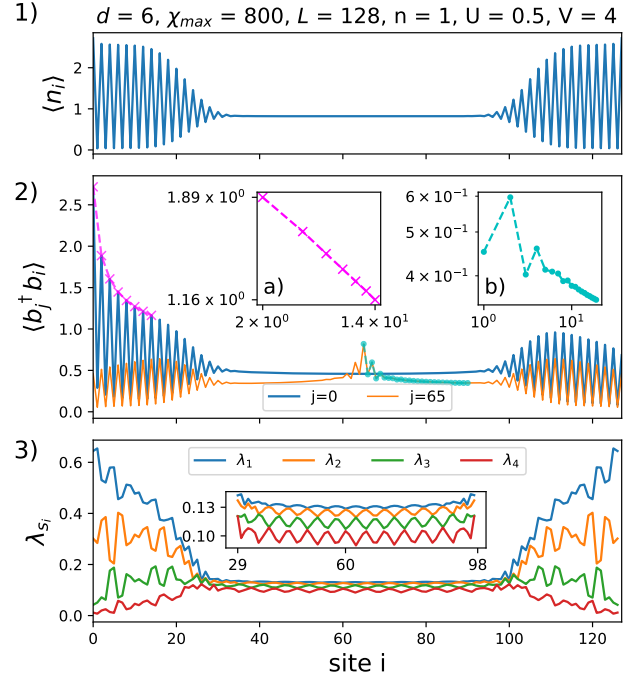 1)
d = 6, χmax = 800, L = 128, n = 1, U = 0.5, V = 4
⟨nᵢ⟩
2
1
0
2)
⟨bⱼ†bᵢ⟩
2.5
2.0
1.5
1.0
0.5
0.0
1.89 × 10⁰
1.16 × 10⁰
a)
2 × 10⁰
1.4 × 10¹
6 × 10⁻¹
4 × 10⁻¹
b)
10⁰
10¹
j=0
j=65
3)
λₛᵢ
0.6
0.4
0.2
0.0
λ₁
λ₂
λ₃
λ₄
0.13
0.10
29
60
98
0
20
40
60
80
100
120
site i